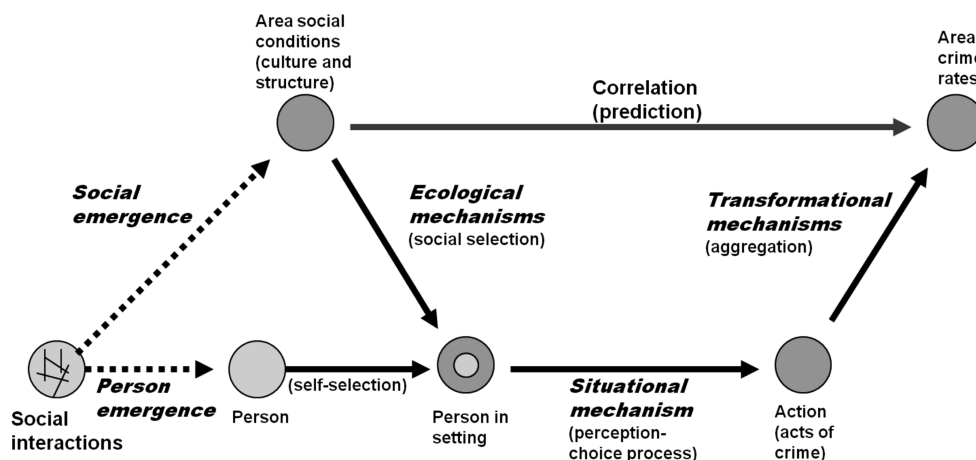 Area social
conditions
(culture and
structure)
Area
crime
rates
Correlation
(prediction)
Social
emergence
Ecological
mechanisms
(social selection)
Transformational
mechanisms
(aggregation)
Social
interactions
Person
emergence
Person
(self-selection)
Person in
setting
Situational
mechanism
(perception-
choice process)
Action
(acts of
crime)